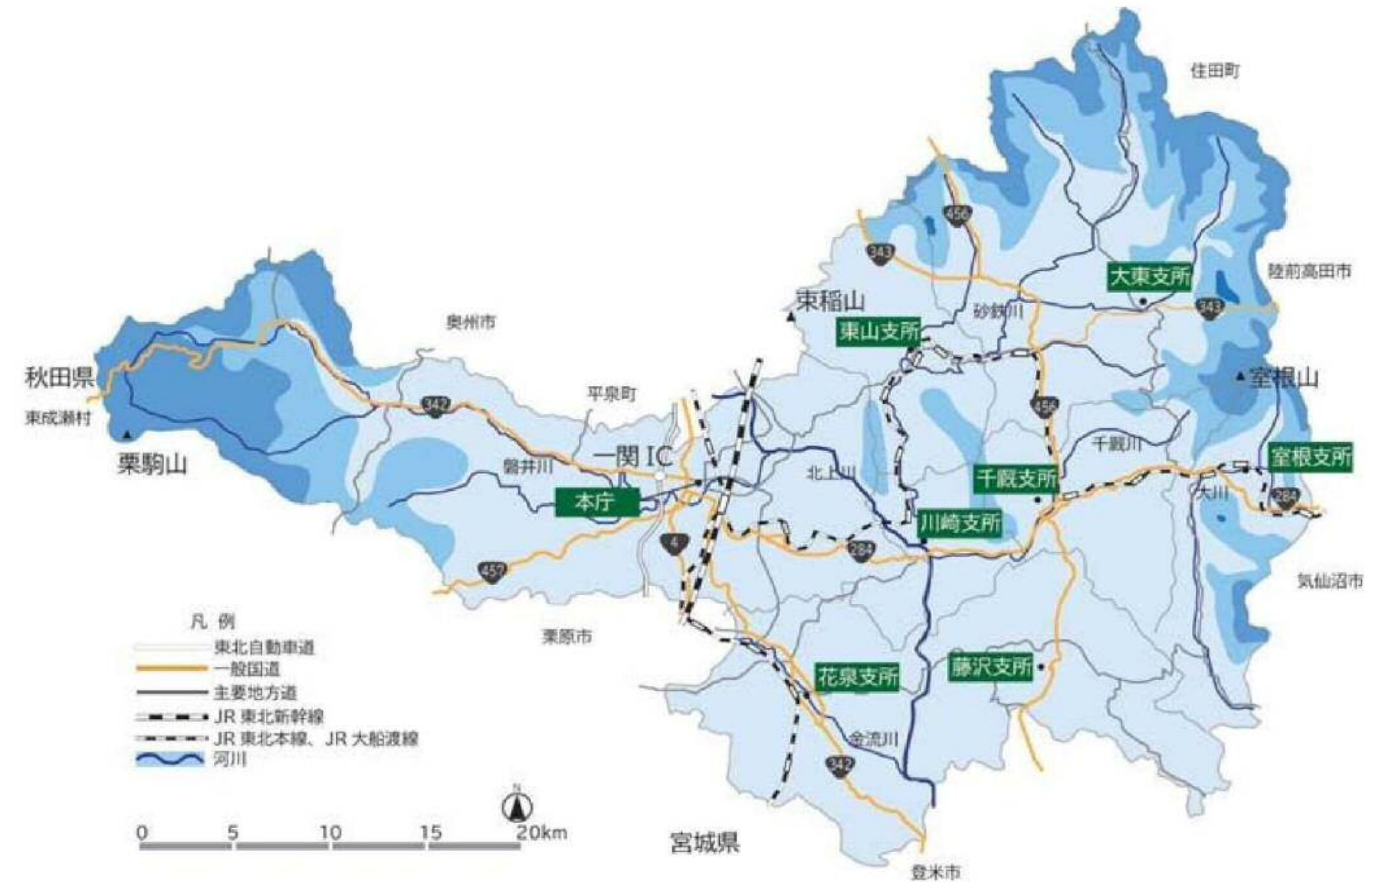 住田町
456
343
大東支所
陸前高田市
343
束稲山
砂鉄川
東山支所
奥州市
室根山
秋田県
平泉町
342
456
東成瀬村
千厩川
栗駒山
一関IC
室根支所
磐井川
北上川
千厩支所
大川
284
本庁
川崎支所
4
284
457
気仙沼市
凡 例
栗原市
東北自動車道
一般国道
藤沢支所
花泉支所
主要地方道
JR 東北新幹線
JR 東北本線、JR 大船渡線
金流川
河川
342
N
0 5 10 15 20km
宮城県
登米市